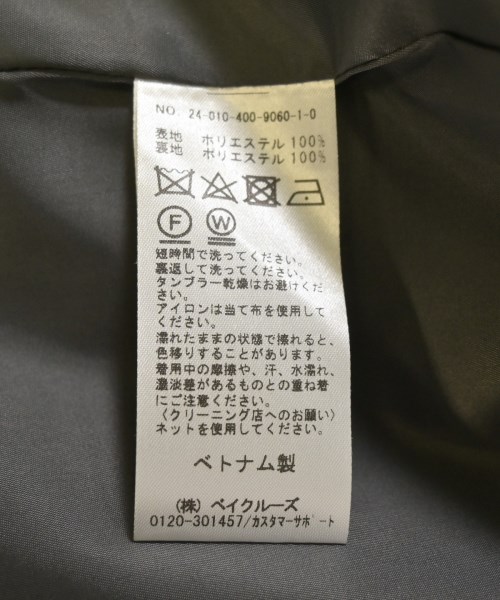 NO. 24-010-400-9060-1-0
表地 ポリエステル 100%
裏地 ポリエステル 100%
F W
短時間で洗ってください。
裏返して洗ってください。
タンブラー乾燥はお避けくだ
さい。
アイロンは当て布を使用して
ください。
濡れたままの状態で擦れると、
色移りすることがあります。
着用中の摩擦や、汗、水濡れ、
濃淡差があるものとの重ね着
にご注意ください。
〈クリーニング店へのお願い〉
ネットを使用してください。
ベトナム製
(株) ベイクルーズ
0120-301457/カスタマーサポート